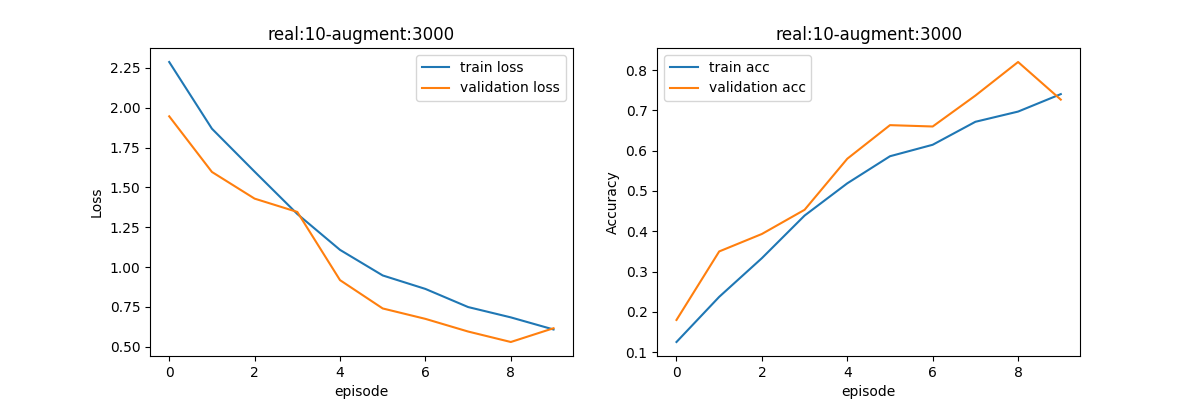 real:10-augment:3000
train loss
validation loss
2.25
2.00
1.75
1.50
1.25
1.00
0.75
0.50
Loss
0
2
4
6
8
episode
real:10-augment:3000
train acc
validation acc
0.8
0.7
0.6
0.5
0.4
0.3
0.2
0.1
Accuracy
0
2
4
6
8
episode